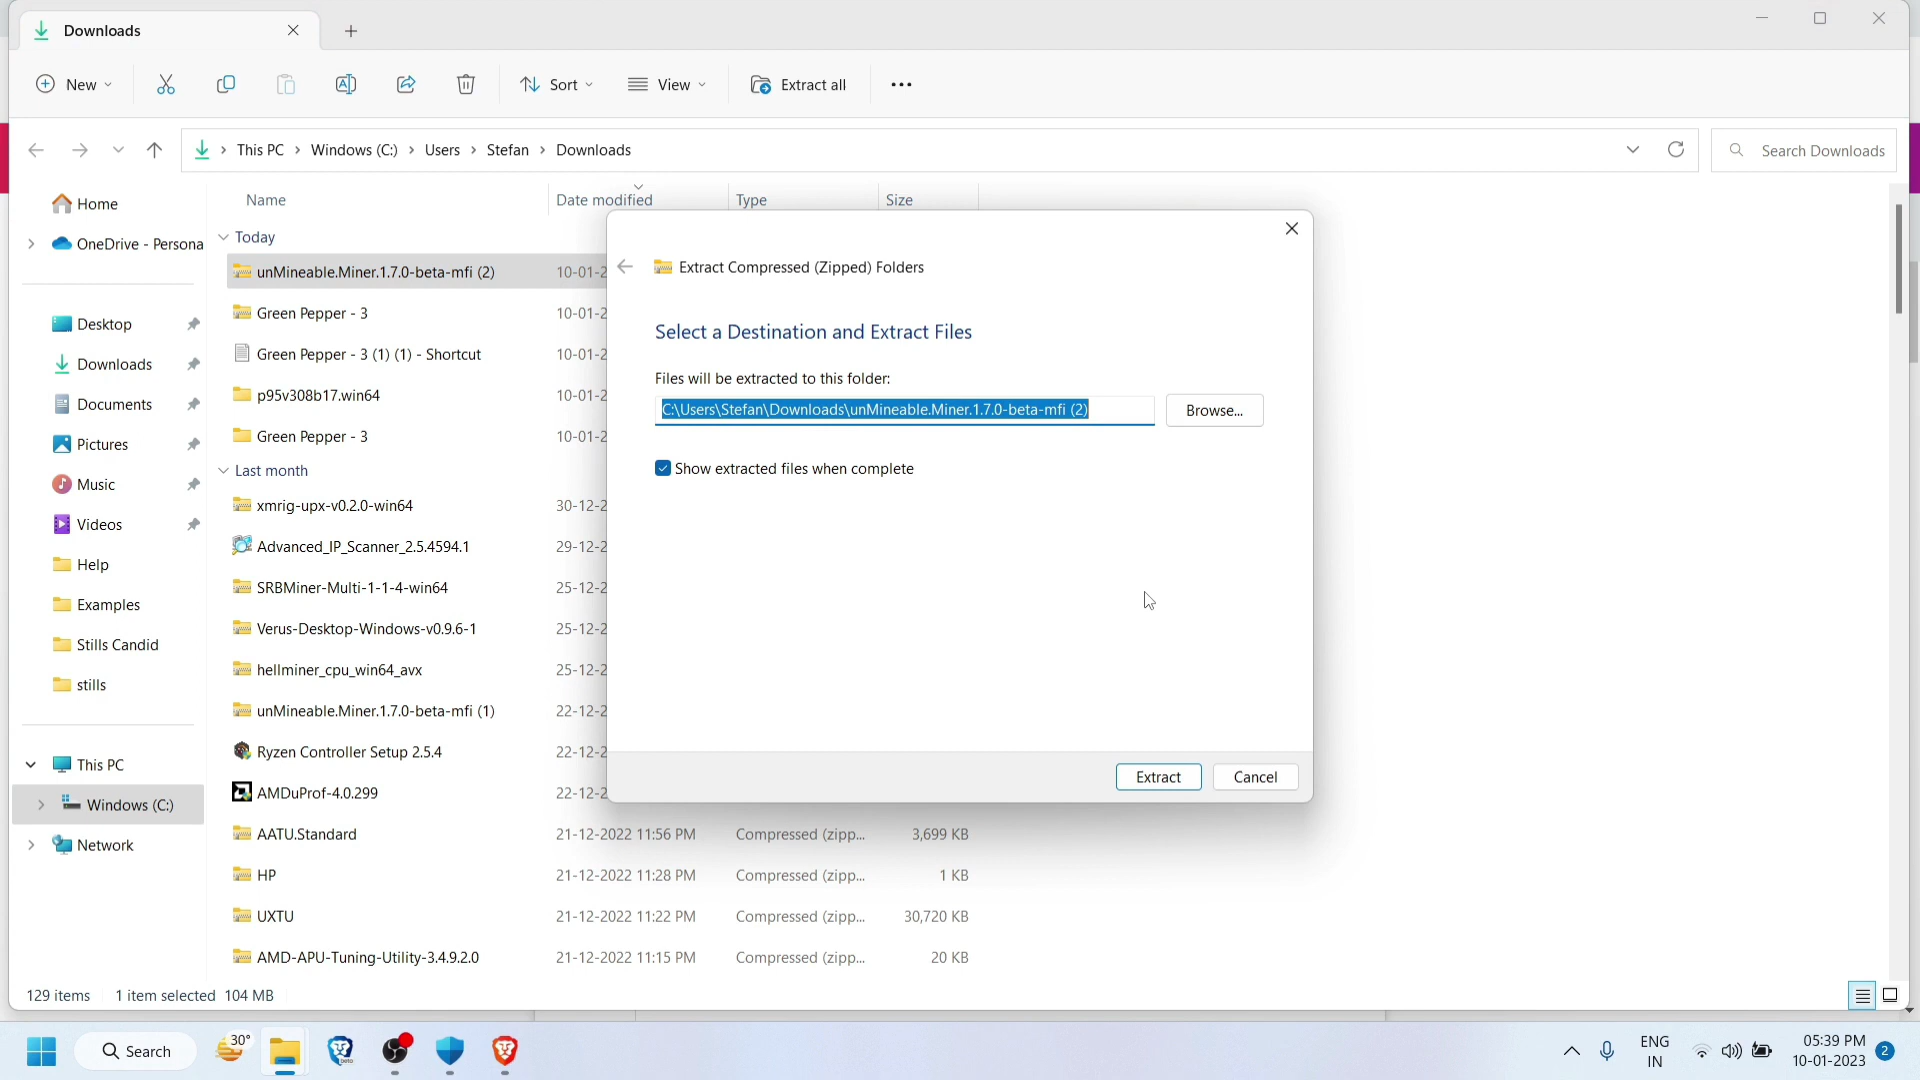 Downloads
New
Sort
View
Extract all
This PC > Windows (C:) > Users > Stefan > Downloads
Search Downloads
Home
OneDrive - Persona
Desktop
Downloads
Documents
Pictures
Music
Videos
Help
Examples
Stills Candid
stills
This PC
Windows (C:)
Network
Name Date modified Type Size
Today
unMineable.Miner.1.7.0-beta-mfi (2) 10-01-2
Green Pepper - 3 10-01-2
Green Pepper - 3 (1) (1) - Shortcut 10-01-2
p95v308b17.win64 10-01-2
Green Pepper - 3 10-01-2
Last month
xmrig-upx-v0.2.0-win64 30-12-2
Advanced_IP_Scanner_2.5.4594.1 29-12-2
SRBMiner-Multi-1-1-4-win64 25-12-2
Verus-Desktop-Windows-v0.9.6-1 25-12-2
hellminer_cpu_win64_avx 25-12-2
unMineable.Miner.1.7.0-beta-mfi (1) 22-12-2
Ryzen Controller Setup 2.5.4 22-12-2
AMDuProf-4.0.299 22-12-2
AATU.Standard 21-12-2022 11:56 PM Compressed (zipp... 3,699 KB
HP 21-12-2022 11:28 PM Compressed (zipp... 1 KB
UXTU 21-12-2022 11:22 PM Compressed (zipp... 30,720 KB
AMD-APU-Tuning-Utility-3.4.9.2.0 21-12-2022 11:15 PM Compressed (zipp... 20 KB
Extract Compressed (Zipped) Folders
Select a Destination and Extract Files
Files will be extracted to this folder:
C:\Users\Stefan\Downloads\unMineable.Miner.1.7.0-beta-mfi (2)
Browse...
Show extracted files when complete
Extract
Cancel
129 items 1 item selected 104 MB
Search
30°
beta
ENG
IN
05:39 PM
10-01-2023
2